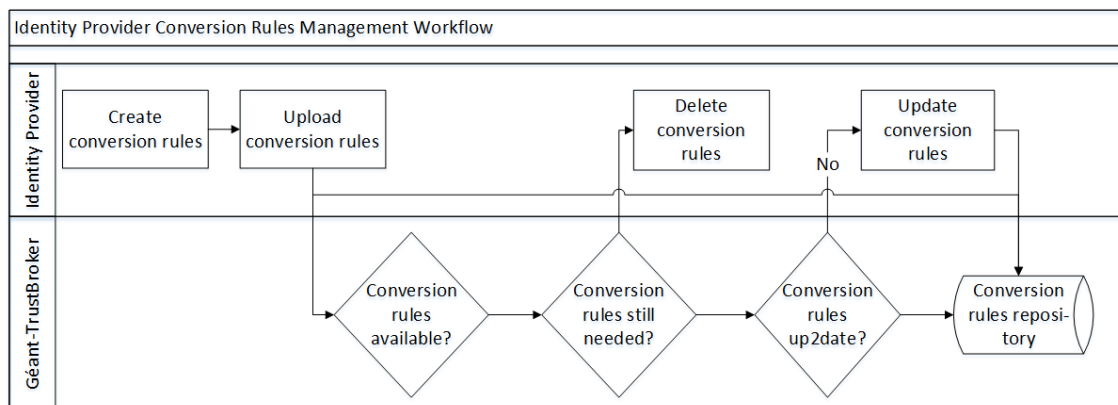 Identity Provider Conversion Rules Management Workflow
Identity Provider
Create
conversion rules
Upload
conversion rules
Delete
conversion
rules
No
Update
conversion
rules
Géant-TrustBroker
Conversion
rules
available?
Conversion
rules still
needed?
Conversion
rules
up2date?
Conversion
rules reposi-
tory